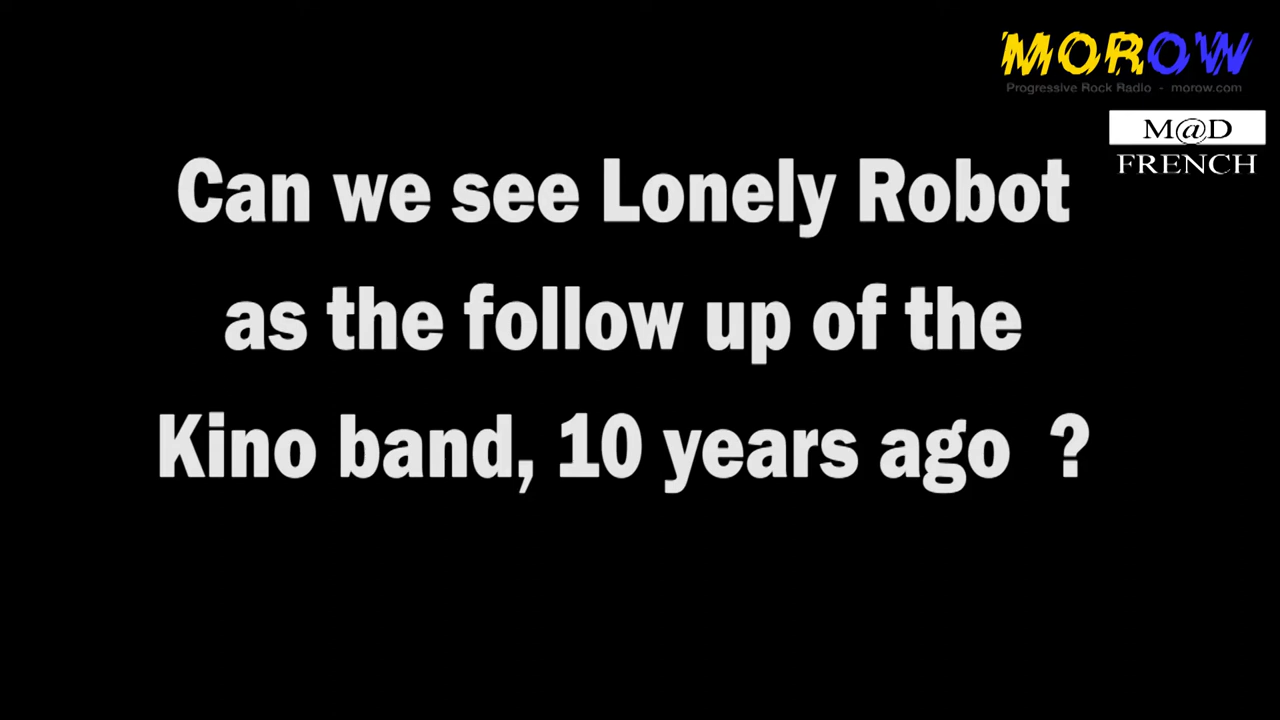 MOROW
Progressive Rock Radio - morow.com
M@D
FRENCH
Can we see Lonely Robot
as the follow up of the
Kino band, 10 years ago ?